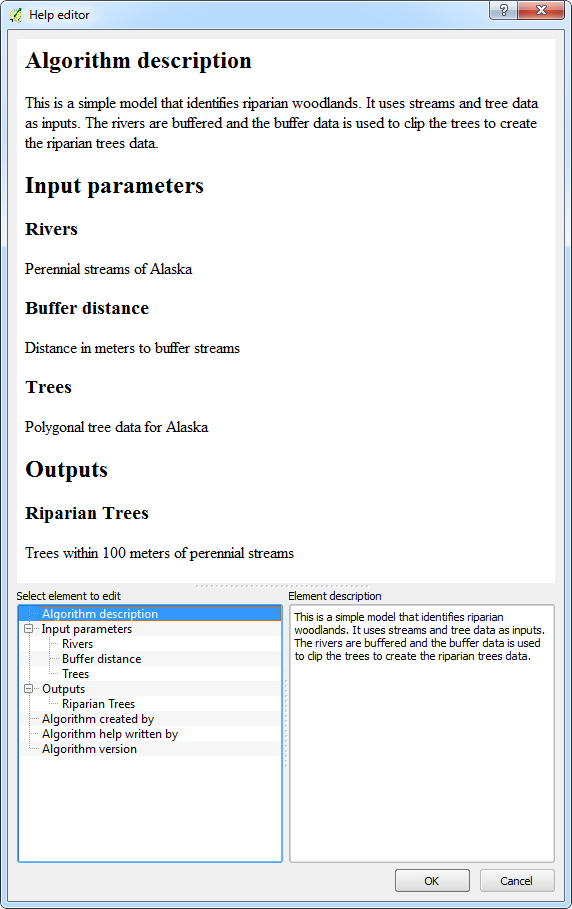 Help editor
Algorithm description
This is a simple model that identifies riparian woodlands. It uses streams and tree data
as inputs. The rivers are buffered and the buffer data is used to clip the trees to create
the riparian trees data.
Input parameters
Rivers
Perennial streams of Alaska
Buffer distance
Distance in meters to buffer streams
Trees
Polygonal tree data for Alaska
Outputs
Riparian Trees
Trees within 100 meters of perennial streams
Select element to edit
Algorithm description
Input parameters
Rivers
Buffer distance
Trees
Outputs
Riparian Trees
Algorithm created by
Algorithm help written by
Algorithm version
Element description
This is a simple model that identifies riparian
woodlands. It uses streams and tree data as inputs.
The rivers are buffered and the buffer data is used
to clip the trees to create the riparian trees data.
OK
Cancel